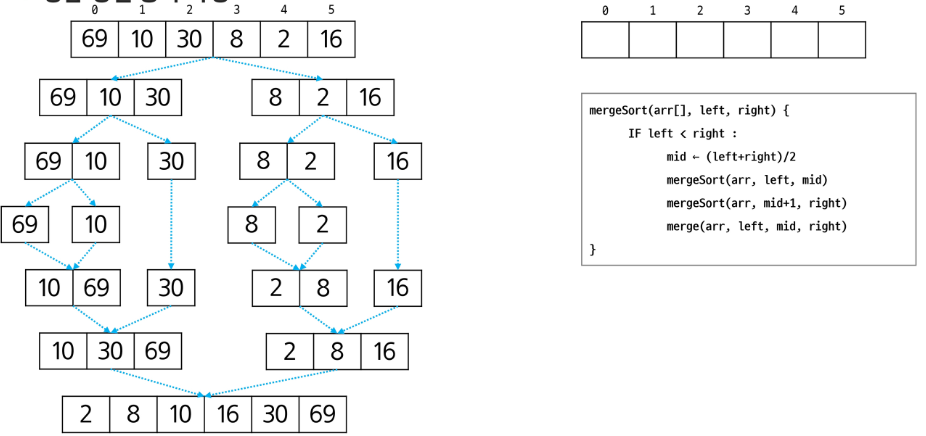 0 1 2 3 4 5
69 10 30 8 2 16
69 10 30 8 2 16
69 10 30 8 2 16
69 10 8 2
10 69 30 2 8 16
10 30 69 2 8 16
2 8 10 16 30 69
0 1 2 3 4 5
mergeSort(arr[], left, right) {
IF left < right :
mid ← (left+right)/2
mergeSort(arr, left, mid)
mergeSort(arr, mid+1, right)
merge(arr, left, mid, right)
}